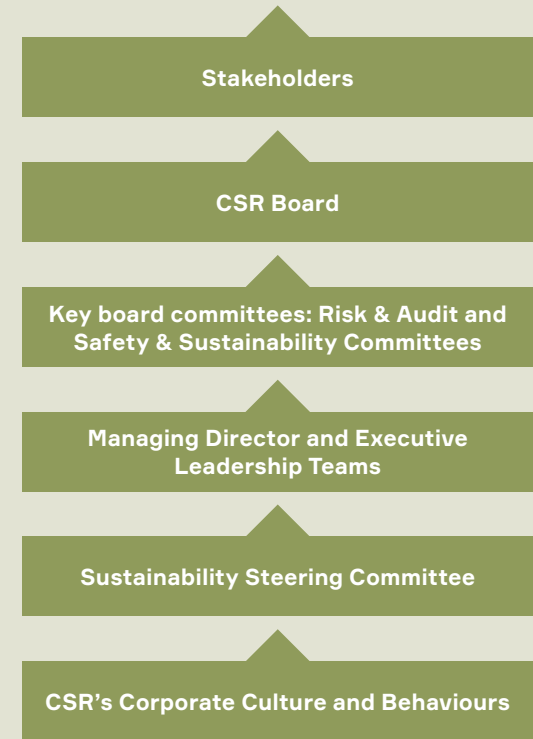 Stakeholders
CSR Board
Key board committees: Risk & Audit and
Safety & Sustainability Committees
Managing Director and Executive
Leadership Teams
Sustainability Steering Committee
CSR’s Corporate Culture and Behaviours